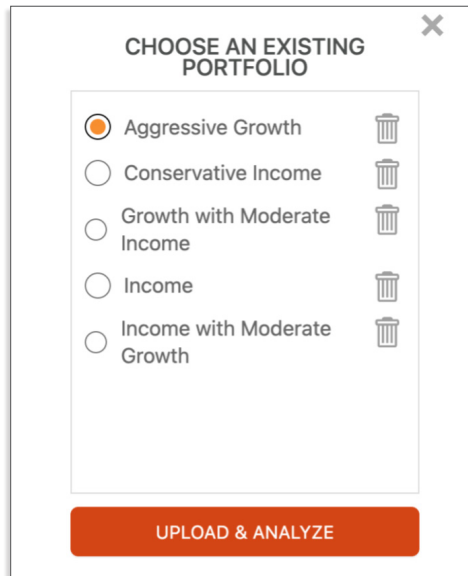 CHOOSE AN EXISTING
PORTFOLIO
Aggressive Growth
Conservative Income
Growth with Moderate
Income
Income
Income with Moderate
Growth
UPLOAD & ANALYZE